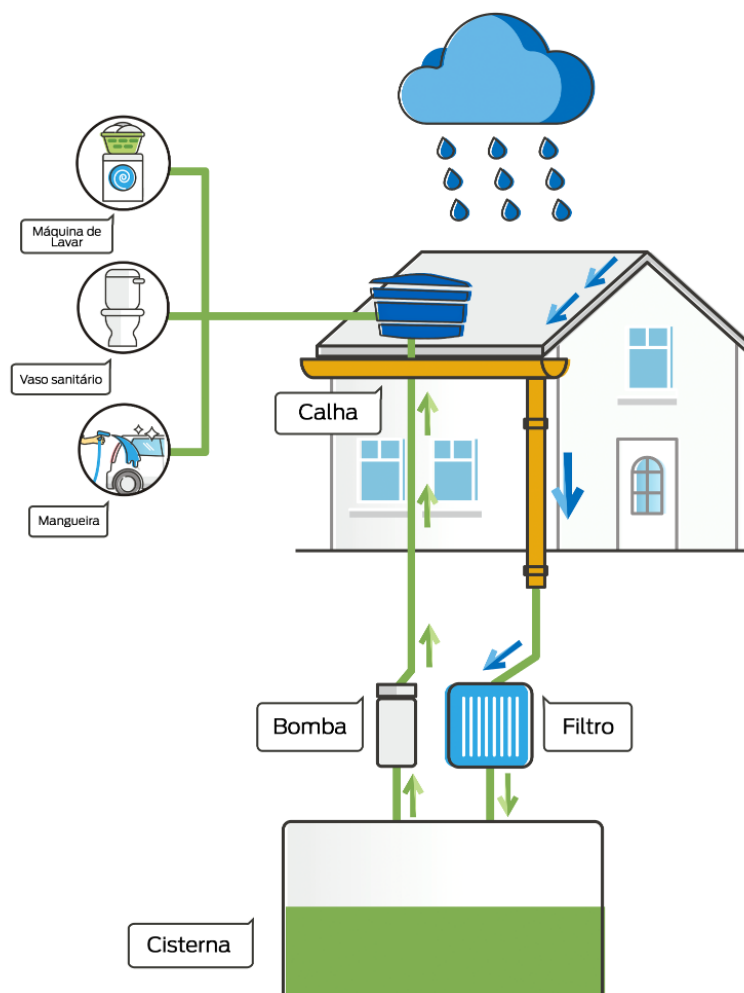 Máquina de
Lavar
Vaso sanitário
Calha
Mangueira
Bomba
Filtro
Cisterna